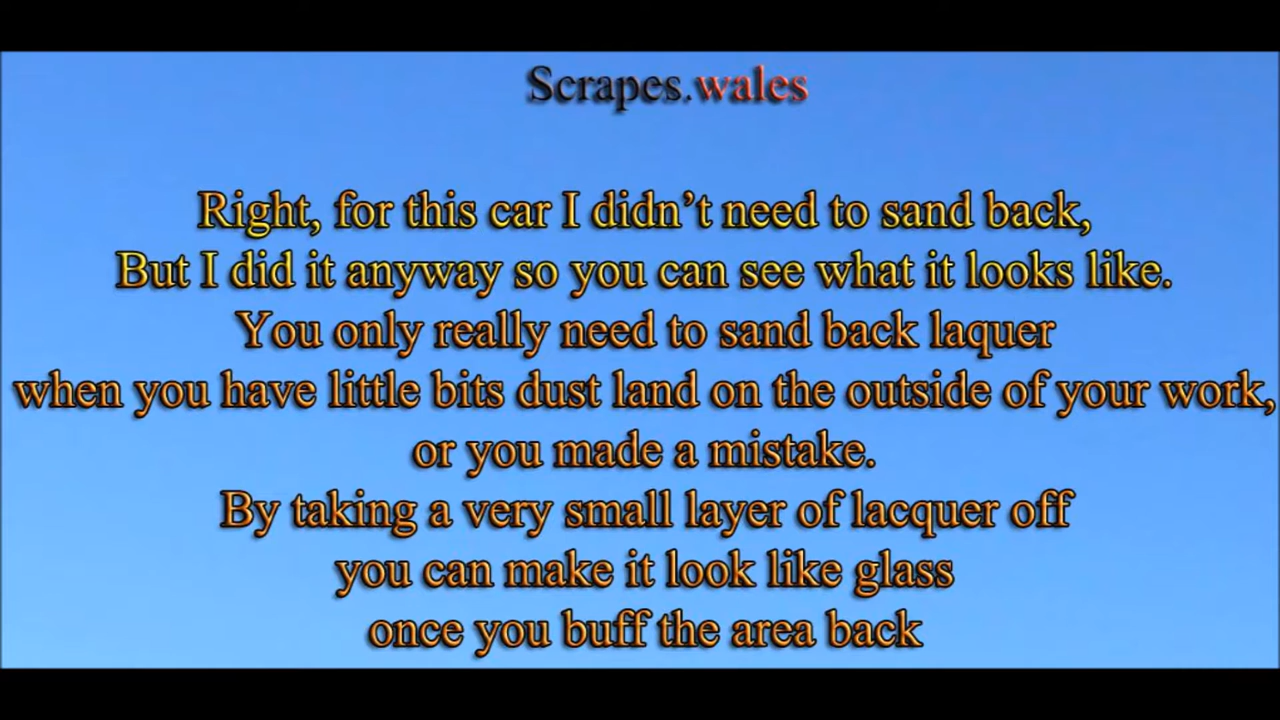 Scrapes.wales
Right, for this car I didn’t need to sand back,
But I did it anyway so you can see what it looks like.
You only really need to sand back laquer
when you have little bits dust land on the outside of your work,
or you made a mistake.
By taking a very small layer of lacquer off
you can make it look like glass
once you buff the area back